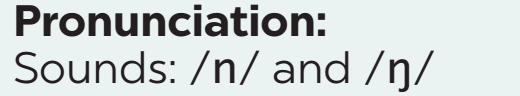 Pronunciation:
Sounds: /n/ and /ŋ/